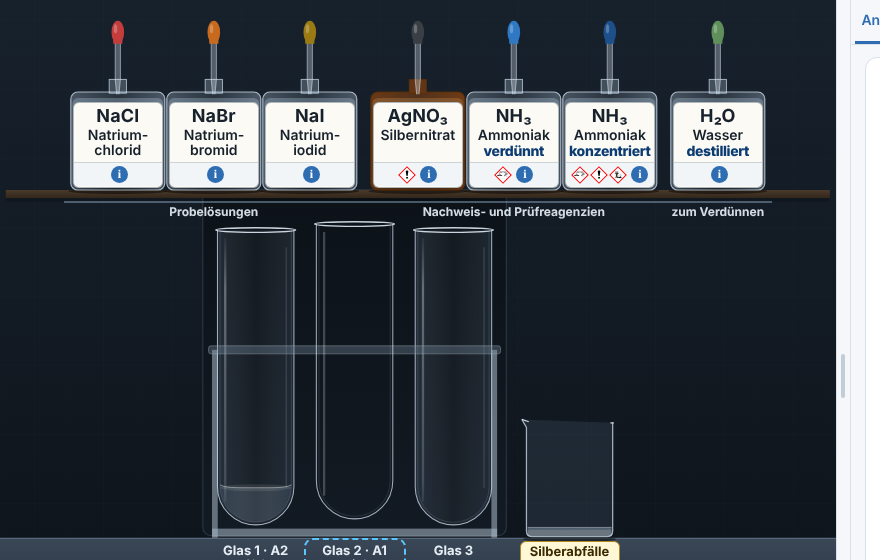 An
NaCl
Natrium-
chlorid
i
NaBr
Natrium-
bromid
i
NaI
Natrium-
iodid
i
AgNO₃
Silbernitrat
! i
NH₃
Ammoniak
verdünnt
i
NH₃
Ammoniak
konzentriert
! i
H₂O
Wasser
destilliert
i
Probelösungen
Nachweis- und Prüfreagenzien
zum Verdünnen
Glas 1 · A2
Glas 2 · A1
Glas 3
Silberabfälle